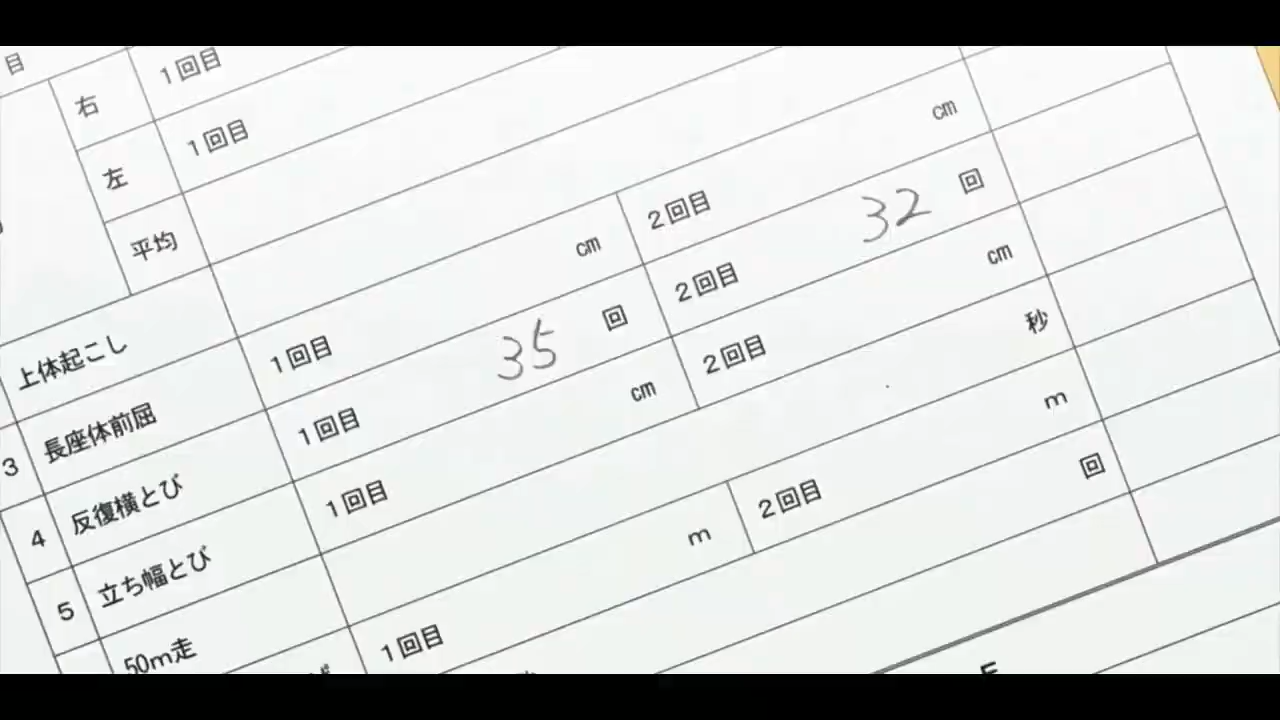 目
右 1回目
左 1回目
平均
上体起こし
3 長座体前屈 1回目 cm 2回目 cm
4 反復横とび 1回目 35 回 2回目 32 回
5 立ち幅とび 1回目 cm 2回目 cm
50m走 秒
1回目 m 2回目 m
回